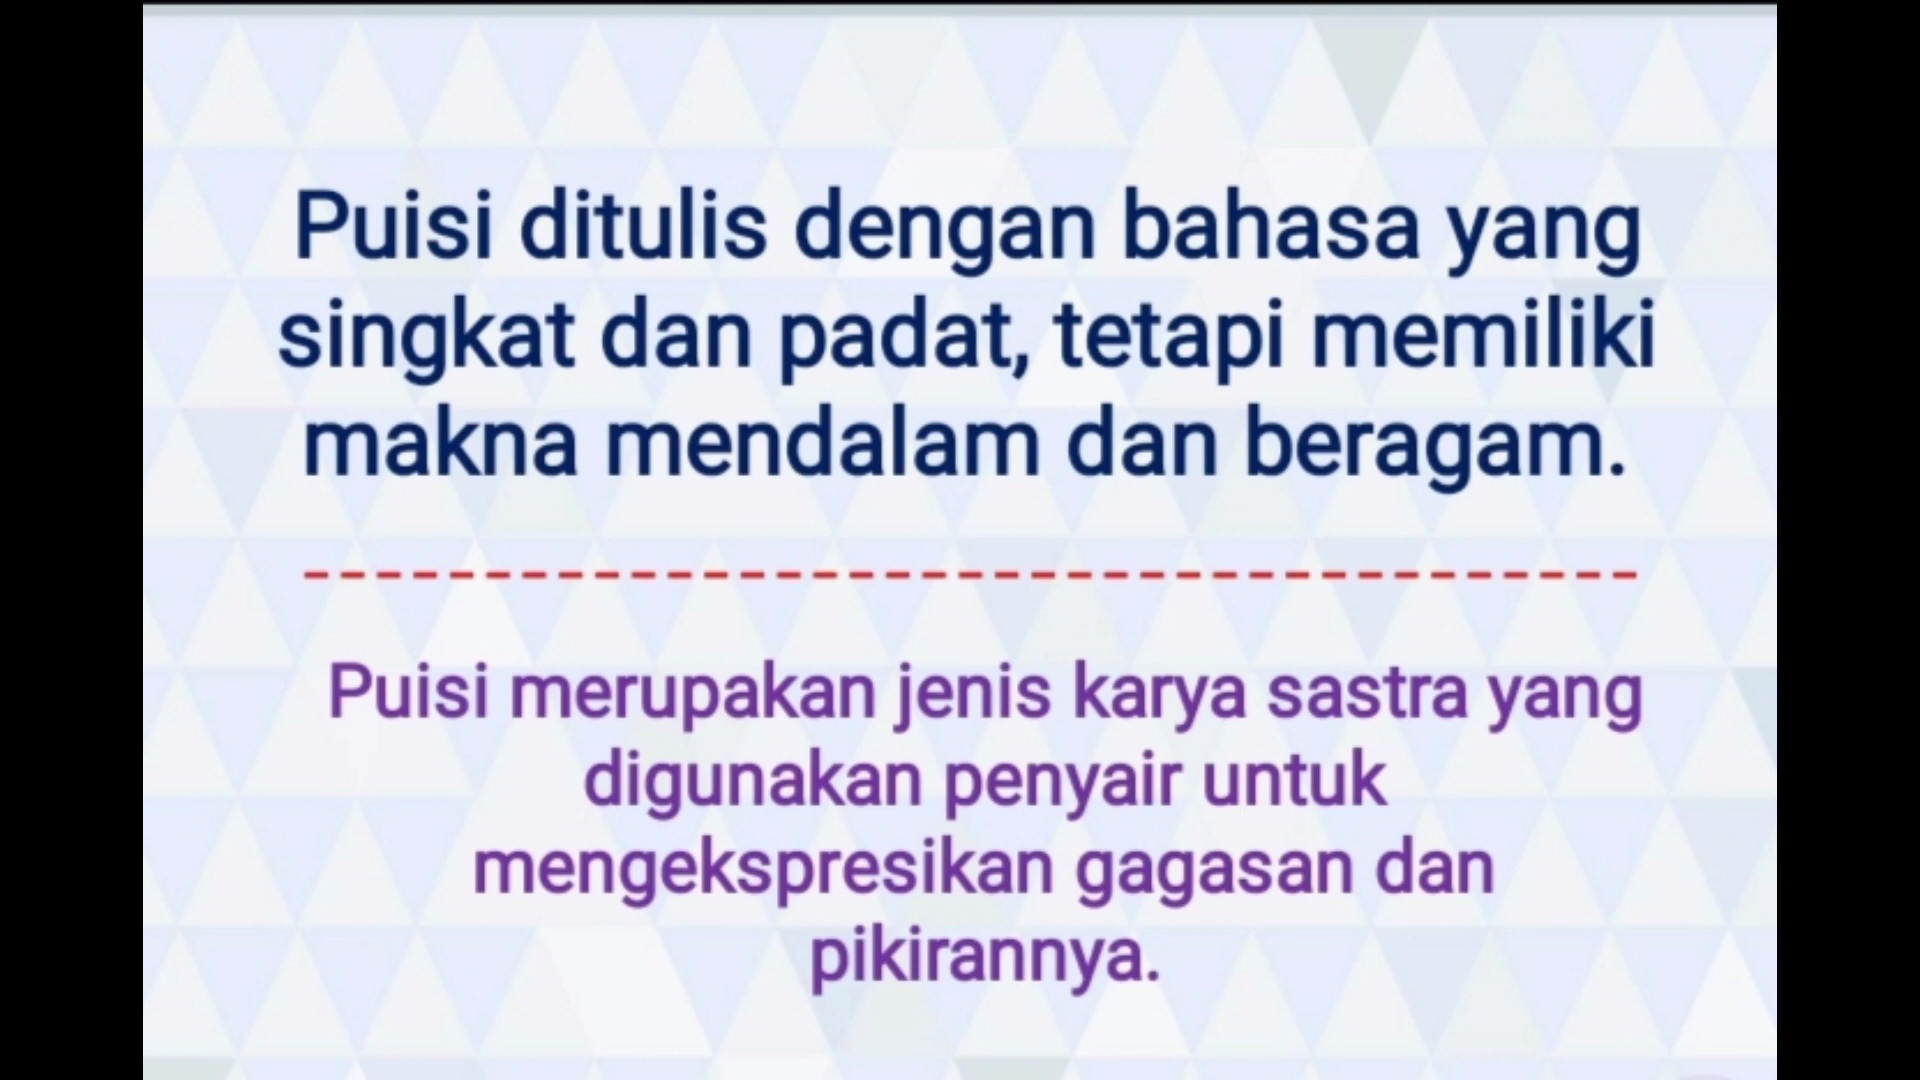 Puisi ditulis dengan bahasa yang
singkat dan padat, tetapi memiliki
makna mendalam dan beragam.
Puisi merupakan jenis karya sastra yang
digunakan penyair untuk
mengekspresikan gagasan dan
pikirannya.